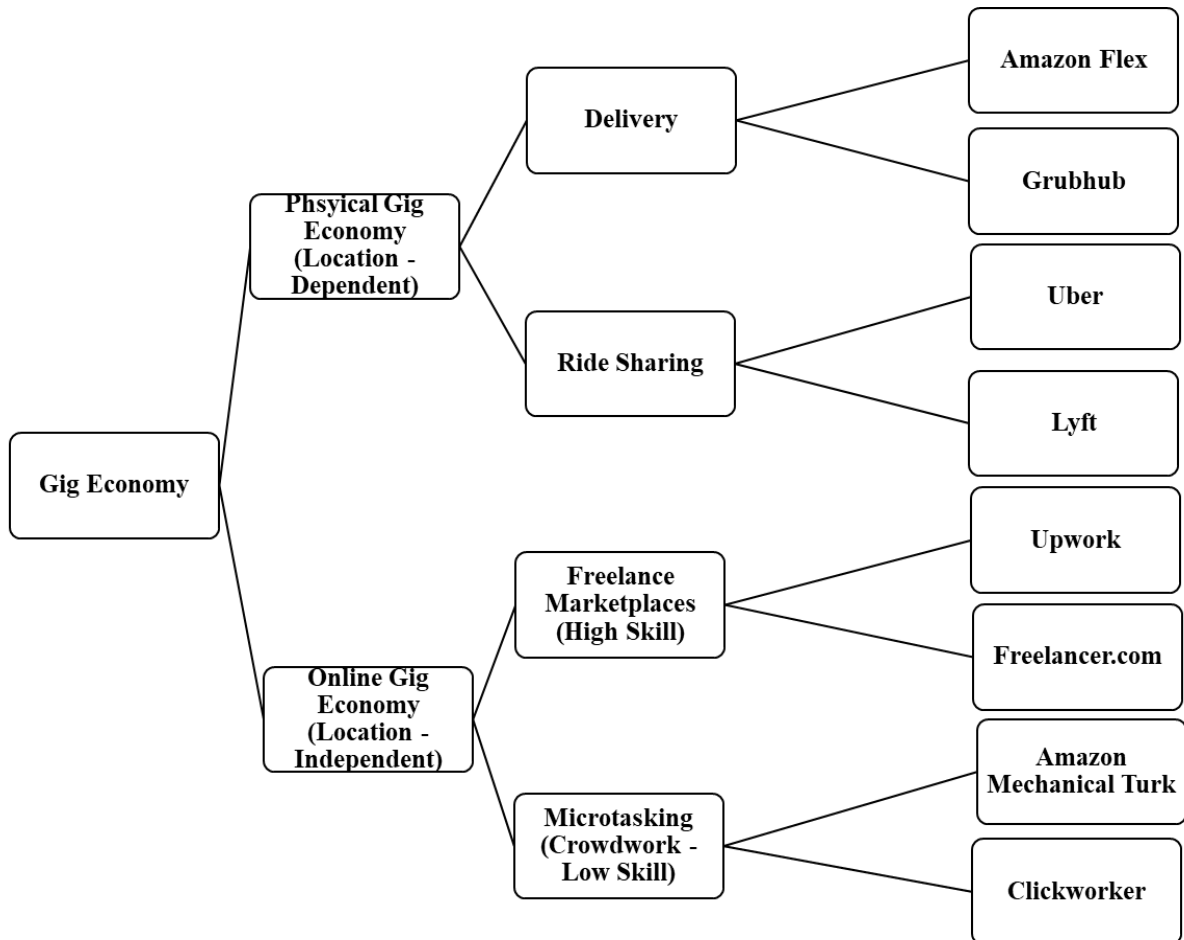 Amazon Flex
Delivery
Grubhub
Phsyical Gig
Economy
(Location -
Dependent)
Uber
Ride Sharing
Lyft
Gig Economy
Upwork
Freelance
Marketplaces
(High Skill)
Freelancer.com
Online Gig
Economy
(Location -
Independent)
Amazon
Mechanical Turk
Microtasking
(Crowdwork -
Low Skill)
Clickworker